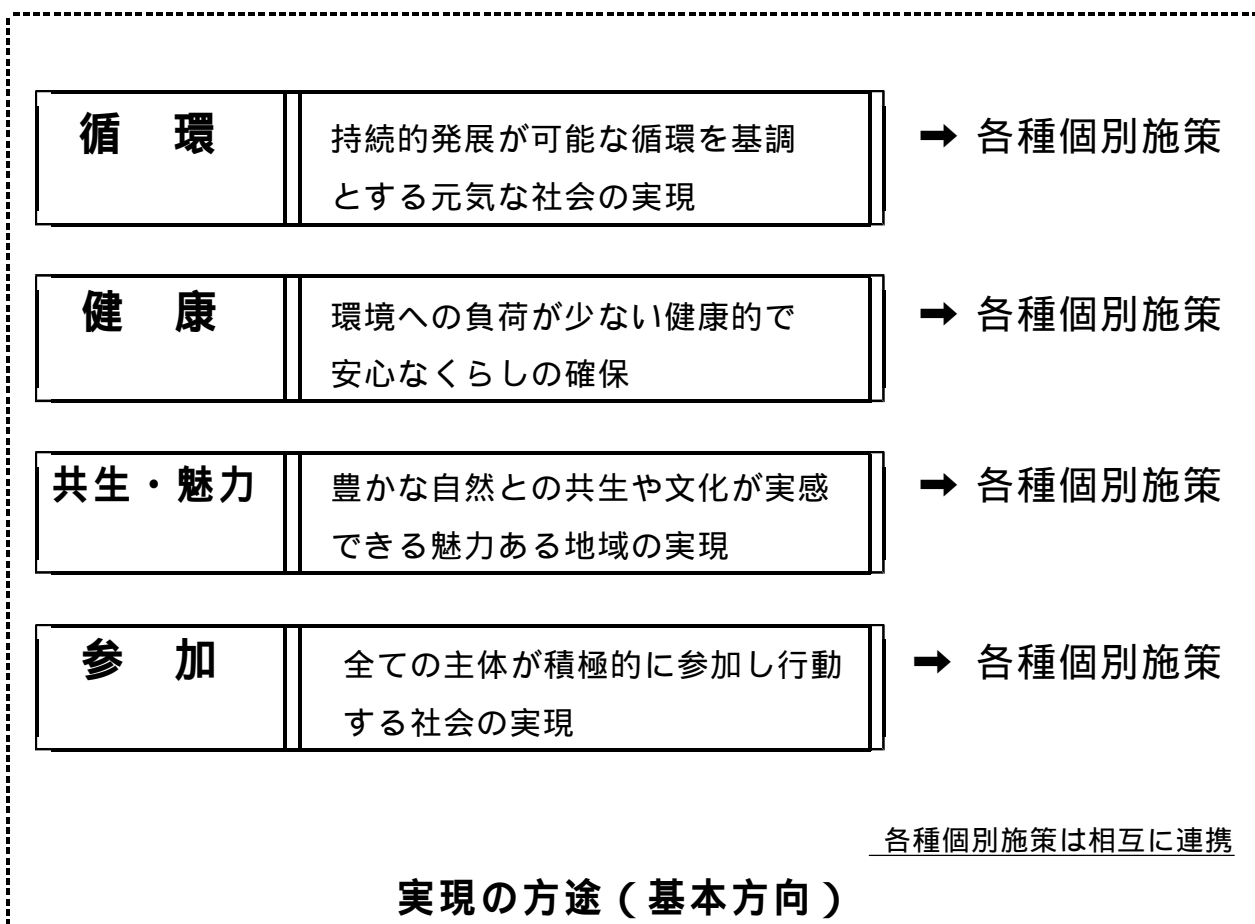 循　環
持続的発展が可能な循環を基調
とする元気な社会の実現
➡ 各種個別施策
健　康
環境への負荷が少ない健康的で
安心なくらしの確保
➡ 各種個別施策
共生・魅力
豊かな自然との共生や文化が実感
できる魅力ある地域の実現
➡ 各種個別施策
参　加
全ての主体が積極的に参加し行動
する社会の実現
➡ 各種個別施策
各種個別施策は相互に連携
実現の方途（基本方向）